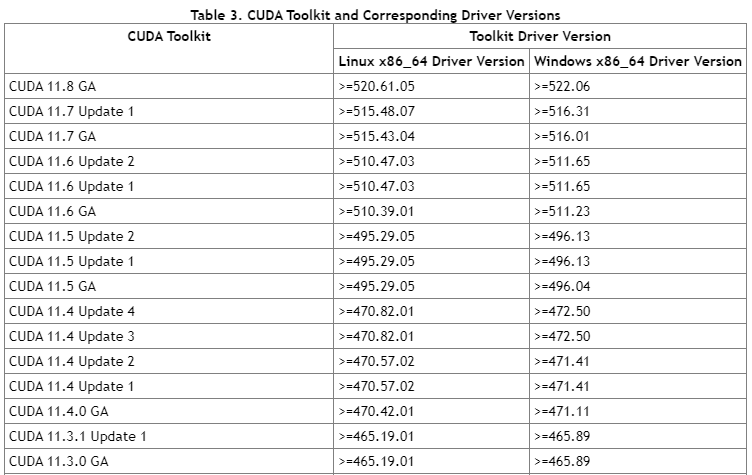 Table 3. CUDA Toolkit and Corresponding Driver Versions
CUDA Toolkit Toolkit Driver Version
Linux x86_64 Driver Version Windows x86_64 Driver Version
CUDA 11.8 GA >=520.61.05 >=522.06
CUDA 11.7 Update 1 >=515.48.07 >=516.31
CUDA 11.7 GA >=515.43.04 >=516.01
CUDA 11.6 Update 2 >=510.47.03 >=511.65
CUDA 11.6 Update 1 >=510.47.03 >=511.65
CUDA 11.6 GA >=510.39.01 >=511.23
CUDA 11.5 Update 2 >=495.29.05 >=496.13
CUDA 11.5 Update 1 >=495.29.05 >=496.13
CUDA 11.5 GA >=495.29.05 >=496.04
CUDA 11.4 Update 4 >=470.82.01 >=472.50
CUDA 11.4 Update 3 >=470.82.01 >=472.50
CUDA 11.4 Update 2 >=470.57.02 >=471.41
CUDA 11.4 Update 1 >=470.57.02 >=471.41
CUDA 11.4.0 GA >=470.42.01 >=471.11
CUDA 11.3.1 Update 1 >=465.19.01 >=465.89
CUDA 11.3.0 GA >=465.19.01 >=465.89